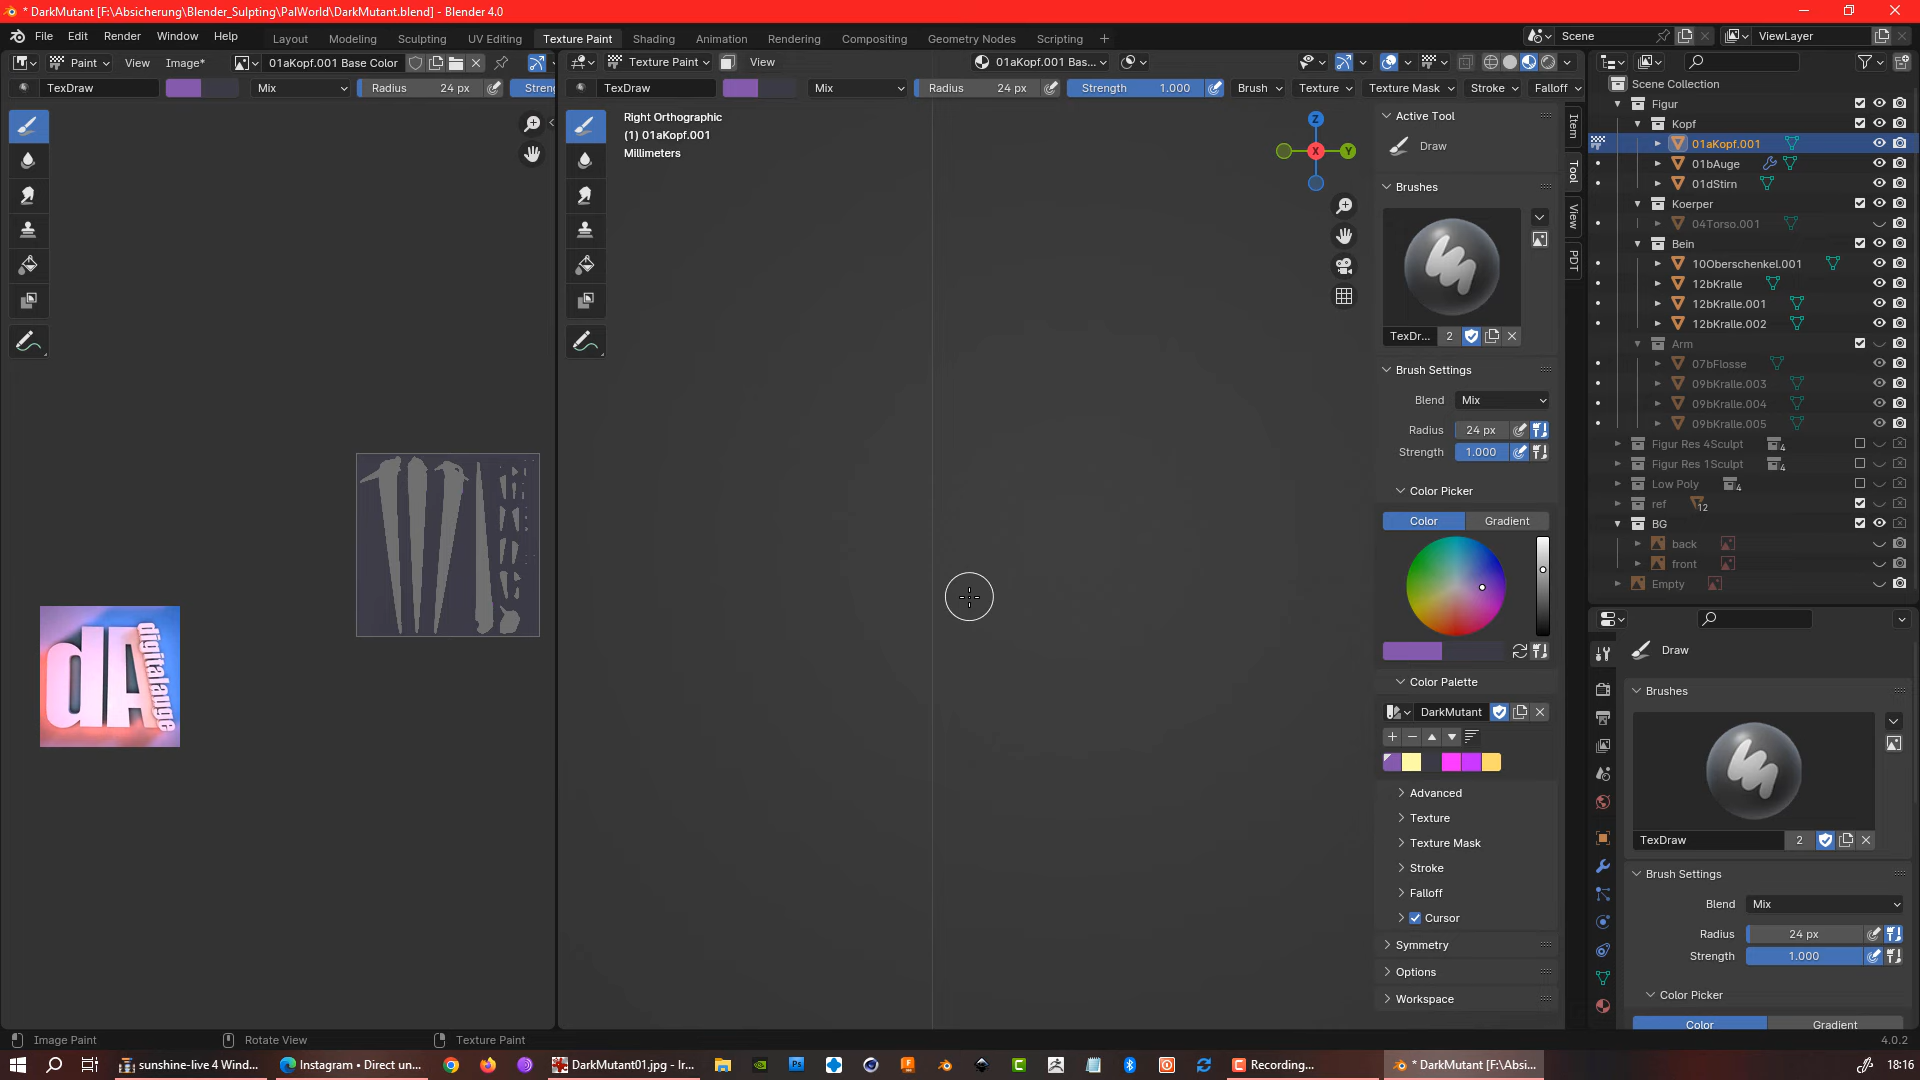 * DarkMutant [F:\Absicherung\Blender_Sulpting\PalWorld\DarkMutant.blend] - Blender 4.0
File Edit Render Window Help
Layout Modeling Sculpting UV Editing Texture Paint Shading Animation Rendering Compositing Geometry Nodes Scripting +
Scene
ViewLayer
Paint View Image* 01aKopf.001 Base Color
Texture Paint View 01aKopf.001 Bas...
TexDraw Mix Radius 24 px Streng
TexDraw Mix Radius 24 px Strength 1.000 Brush Texture Texture Mask Stroke Falloff
Right Orthographic
(1) 01aKopf.001
Millimeters
Z
X
Y
Item
Tool
View
PDT
Active Tool
Draw
Brushes
TexDr... 2
Brush Settings
Blend Mix
Radius 24 px
Strength 1.000
Color Picker
Color Gradient
Color Palette
DarkMutant
Advanced
Texture
Texture Mask
Stroke
Falloff
Cursor
Symmetry
Options
Workspace
Scene Collection
Figur
Kopf
01aKopf.001
01bAuge
01dStirn
Koerper
04Torso.001
Bein
10Oberschenkel.001
12bKralle
12bKralle.001
12bKralle.002
Arm
07bFlosse
09bKralle.003
09bKralle.004
09bKralle.005
Figur Res 4Sculpt 4
Figur Res 1Sculpt 4
Low Poly 4
ref 12
BG
back
front
Empty
Draw
Brushes
TexDraw 2
Brush Settings
Blend Mix
Radius 24 px
Strength 1.000
Color Picker
Color Gradient
dA
digitalauge
Image Paint Rotate View Texture Paint 4.0.2
sunshine-live 4 Wind... Instagram • Direct un... DarkMutant01.jpg - Ir... Recording... * DarkMutant [F:\Absi... 18:16